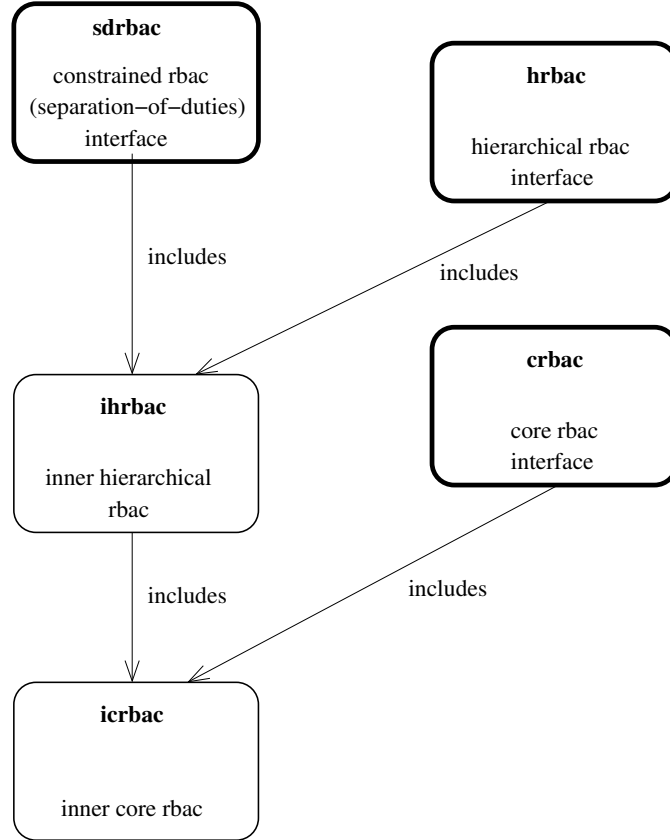 sdrbac
constrained rbac
(separation−of−duties)
interface
hrbac
hierarchical rbac
interface
includes
includes
ihrbac
inner hierarchical
rbac
crbac
core rbac
interface
includes
includes
icrbac
inner core rbac